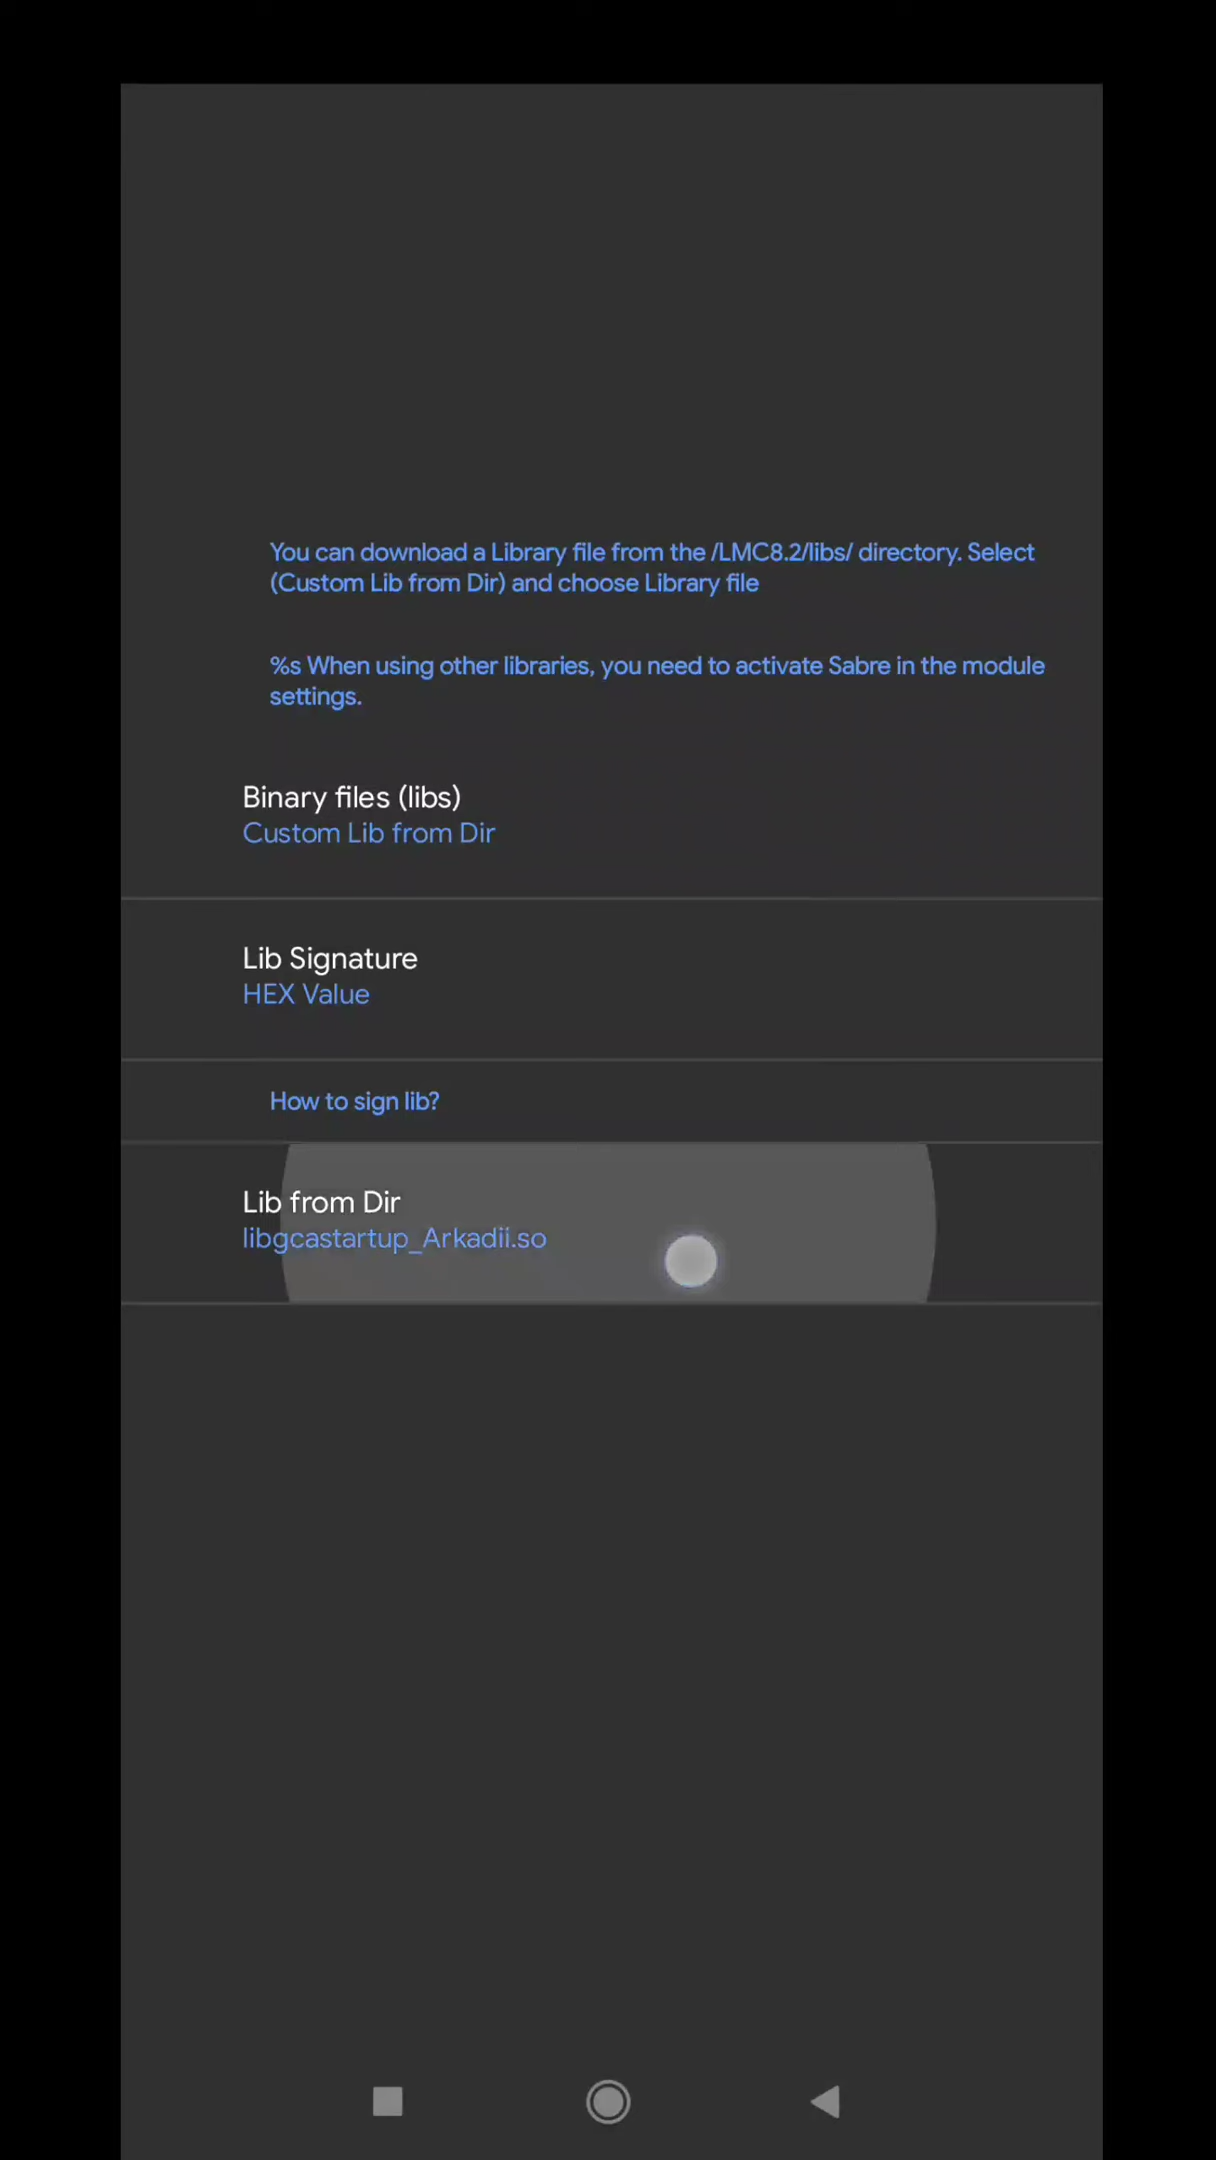 You can download a Library file from the /LMC8.2/libs/ directory. Select
(Custom Lib from Dir) and choose Library file
%s When using other libraries, you need to activate Sabre in the module
settings.
Binary files (libs)
Custom Lib from Dir
Lib Signature
HEX Value
How to sign lib?
Lib from Dir
libgcastartup_Arkadii.so